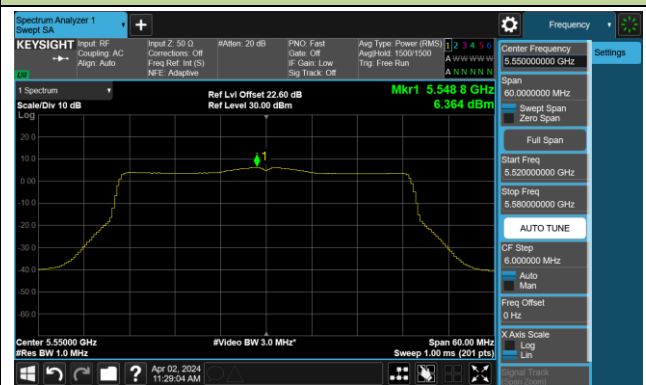 Spectrum Analyzer 1
Swept SA
Frequency
KEYSIGHT
Input: RF
Coupling: AC
Align: Auto
Input Z: 50 Ω
Corrections: Off
Freq Ref: Int (S)
NFE: Adaptive
#Atten: 20 dB
PNO: Fast
Gate: Off
IF Gain: Low
Sig Track: Off
Avg Type: Power (RMS)
Avg|Hold: 1500/1500
Trig: Free Run
1 2 3 4 5 6
A W W W W W
A N N N N N
LXI
1 Spectrum
Scale/Div 10 dB
Log
Ref Lvl Offset 22.60 dB
Ref Level 30.00 dBm
Mkr1 5.548 8 GHz
6.364 dBm
1
20.0
10.0
0.00
-10.0
-20.0
-30.0
-40.0
-50.0
-60.0
Center 5.55000 GHz
#Res BW 1.0 MHz
#Video BW 3.0 MHz*
Span 60.00 MHz
Sweep 1.00 ms (201 pts)
Apr 02, 2024
11:29:04 AM
Center Frequency
5.550000000 GHz
Settings
Span
60.0000000 MHz
Swept Span
Zero Span
Full Span
Start Freq
5.520000000 GHz
Stop Freq
5.580000000 GHz
AUTO TUNE
CF Step
6.000000 MHz
Auto
Man
Freq Offset
0 Hz
X Axis Scale
Log
Lin
Signal Track
(Span Zoom)